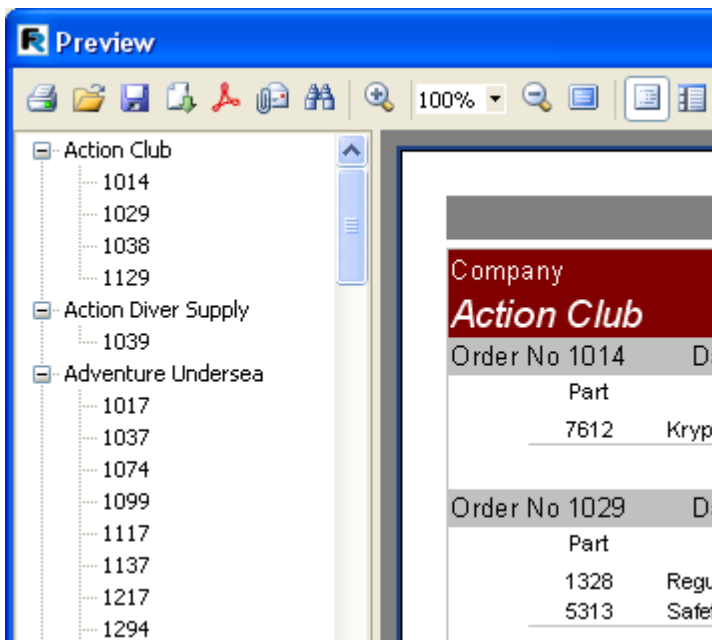 Preview
100%
Action Club
1014
1029
1038
1129
Action Diver Supply
1039
Adventure Undersea
1017
1037
1074
1099
1117
1137
1217
1294
Company
Action Club
Order No 1014
Part
7612
Order No 1029
Part
1328
5313